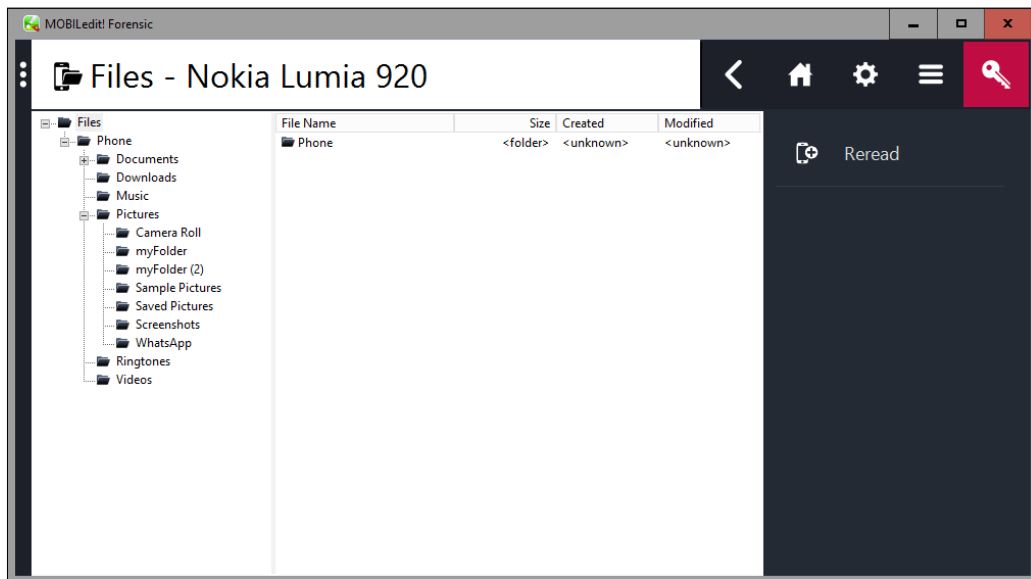 MOBILedit! Forensic
Files - Nokia Lumia 920
Files
Phone
Documents
Downloads
Music
Pictures
Camera Roll
myFolder
myFolder (2)
Sample Pictures
Saved Pictures
Screenshots
WhatsApp
Ringtones
Videos
File Name Size Created Modified
Phone <folder> <unknown> <unknown>
Reread